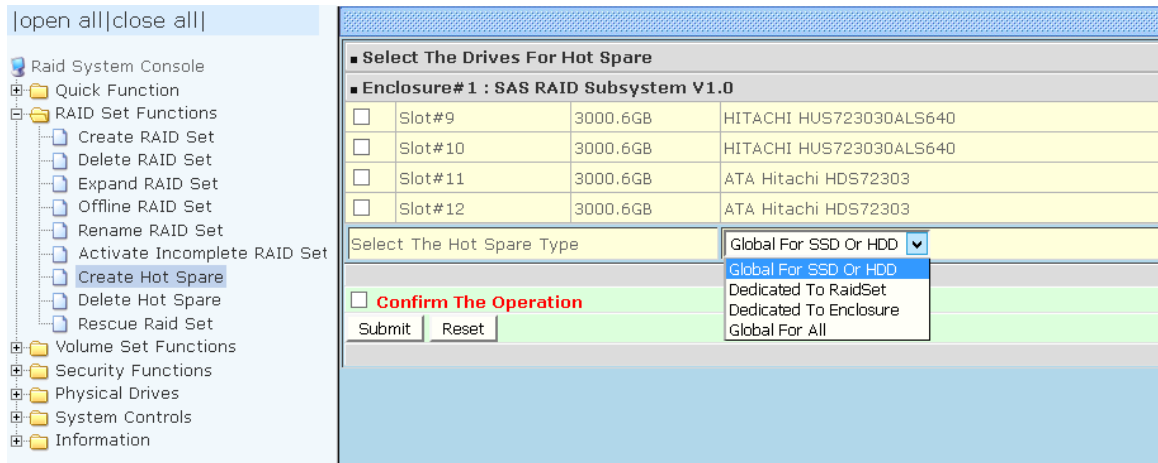 |open all|close all|
Raid System Console
Quick Function
RAID Set Functions
Create RAID Set
Delete RAID Set
Expand RAID Set
Offline RAID Set
Rename RAID Set
Activate Incomplete RAID Set
Create Hot Spare
Delete Hot Spare
Rescue Raid Set
Volume Set Functions
Security Functions
Physical Drives
System Controls
Information
Select The Drives For Hot Spare
Enclosure#1 : SAS RAID Subsystem V1.0
Slot#9 3000.6GB HITACHI HUS723030ALS640
Slot#10 3000.6GB HITACHI HUS723030ALS640
Slot#11 3000.6GB ATA Hitachi HDS72303
Slot#12 3000.6GB ATA Hitachi HDS72303
Select The Hot Spare Type Global For SSD Or HDD
Global For SSD Or HDD
Dedicated To RaidSet
Dedicated To Enclosure
Global For All
Confirm The Operation
Submit Reset